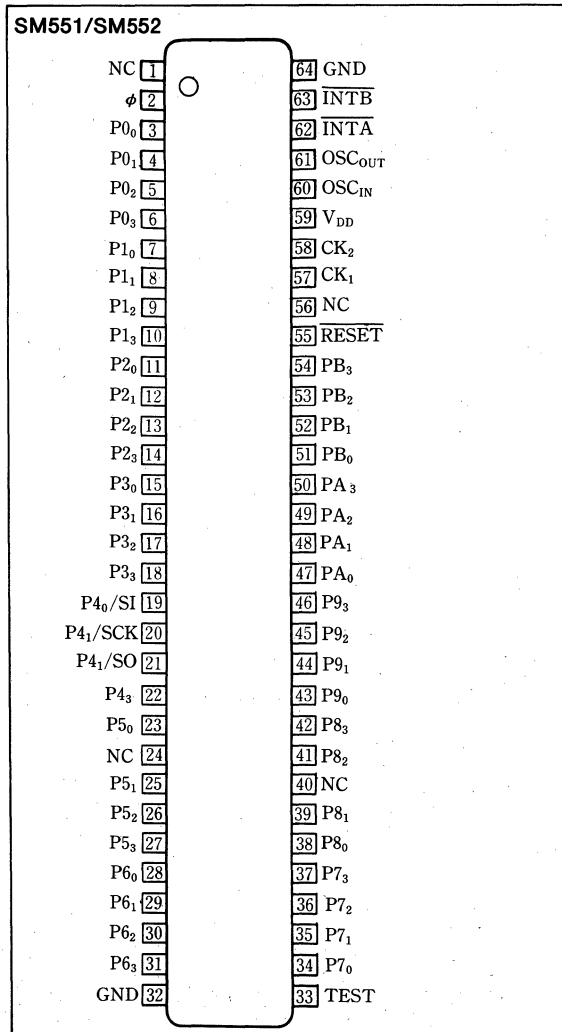 SM551/SM552
NC 1 64 GND
ϕ 2 63 I̅N̅T̅B̅
P0₀ 3 62 I̅N̅T̅A̅
P0₁ 4 61 OSC_OUT
P0₂ 5 60 OSC_IN
P0₃ 6 59 V_DD
P1₀ 7 58 CK₂
P1₁ 8 57 CK₁
P1₂ 9 56 NC
P1₃ 10 55 R̅E̅S̅E̅T̅
P2₀ 11 54 PB₃
P2₁ 12 53 PB₂
P2₂ 13 52 PB₁
P2₃ 14 51 PB₀
P3₀ 15 50 PA₃
P3₁ 16 49 PA₂
P3₂ 17 48 PA₁
P3₃ 18 47 PA₀
P4₀/SI 19 46 P9₃
P4₁/SCK 20 45 P9₂
P4₁/SO 21 44 P9₁
P4₃ 22 43 P9₀
P5₀ 23 42 P8₃
NC 24 41 P8₂
P5₁ 25 40 NC
P5₂ 26 39 P8₁
P5₃ 27 38 P8₀
P6₀ 28 37 P7₃
P6₁ 29 36 P7₂
P6₂ 30 35 P7₁
P6₃ 31 34 P7₀
GND 32 33 TEST